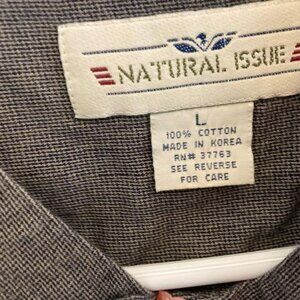 NATURAL ISSUE
L
100% COTTON
MADE IN KOREA
RN# 37763
SEE REVERSE
FOR CARE